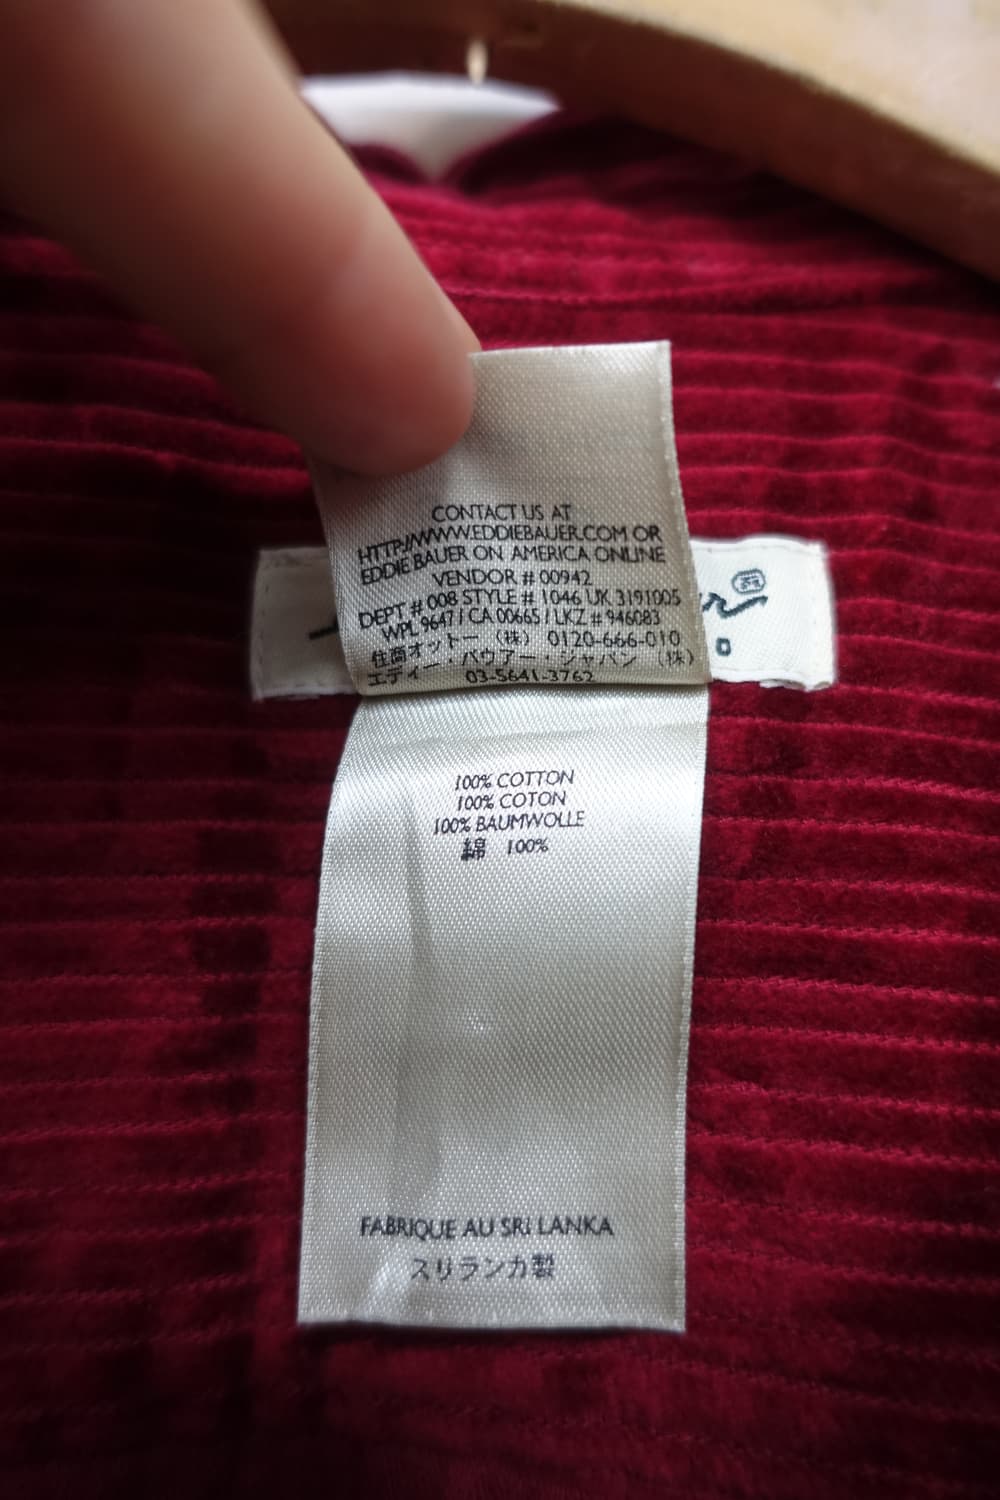 CONTACT US AT
HTTP://WWW.EDDIEBAUER.COM OR
EDDIE BAUER ON AMERICA ONLINE
VENDOR # 00942
DEPT # 008 STYLE # 1046 UK 3191005
WPL 9647 / CA 00665 / LKZ # 946083
住商オットー (株) 0120-666-010
エディー・バウアー・ジャパン (株)
03-5641-3762
100% COTTON
100% COTON
100% BAUMWOLLE
綿 100%
FABRIQUE AU SRI LANKA
スリランカ製